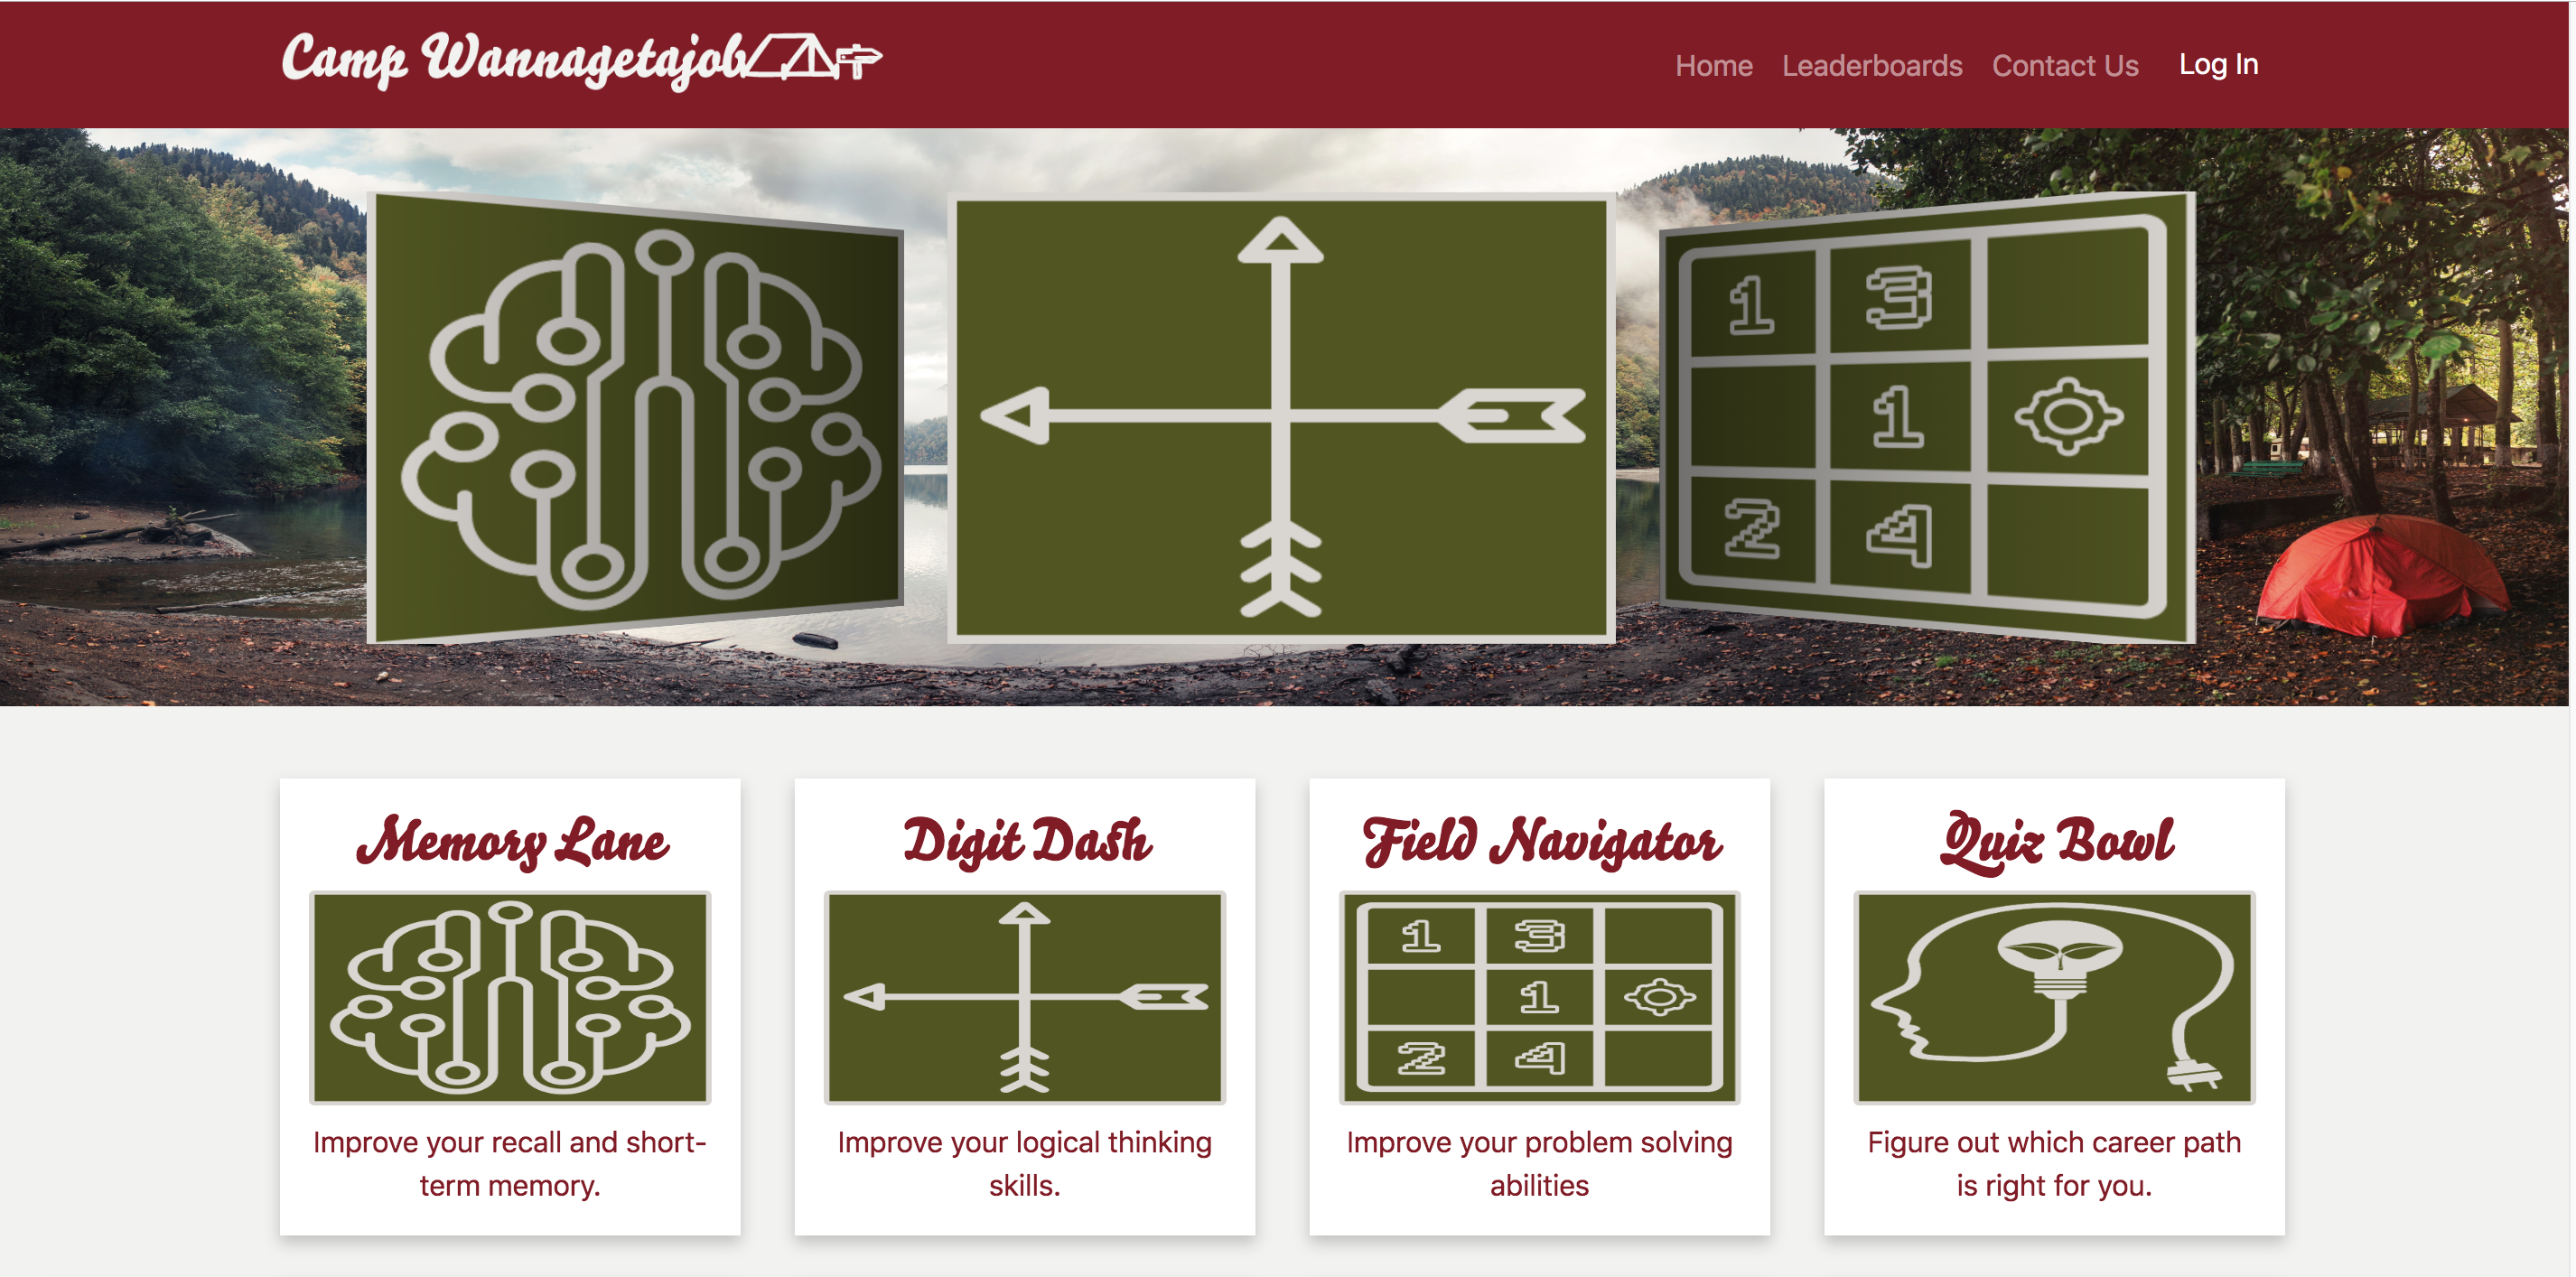 Camp Wannagetajob
Home Leaderboards Contact Us Log In
1 3
1
2 4
Memory Lane
Digit Dash
Field Navigator
Quiz Bowl
1 3
1
2 4
Improve your recall and short-
term memory.
Improve your logical thinking
skills.
Improve your problem solving
abilities
Figure out which career path
is right for you.